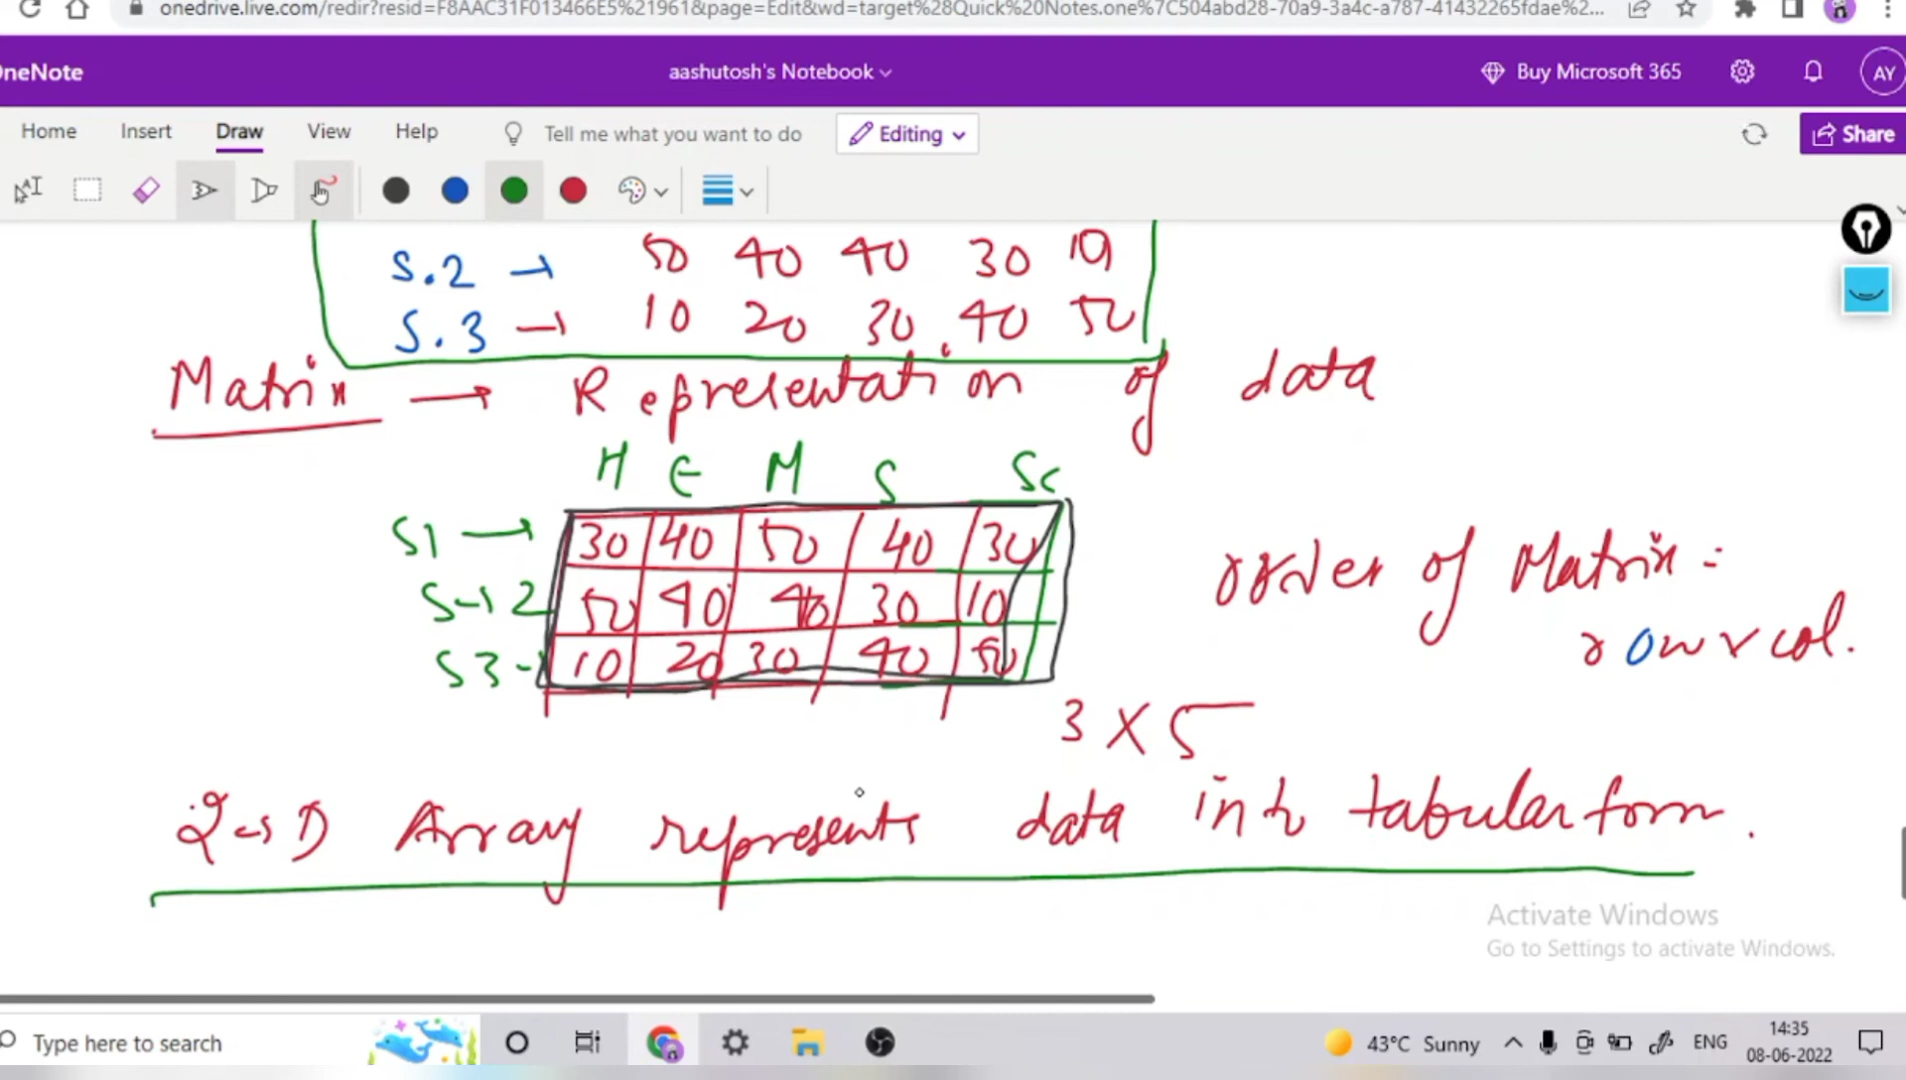 onedrive.live.com/redir?resid=F8AAC31F013466E5%21961&page=Edit&wd=target%28Quick%20Notes.one%7C504abd28-70a9-3a4c-a787-41432265fdae%2...
OneNote aashutosh's Notebook Buy Microsoft 365 AY
Home Insert Draw View Help Tell me what you want to do Editing Share
S.2 → 50 40 40 30 10
S.3 → 10 20 30 40 50
Matrix → Representation of data
H E M S Sc
S1 → 30 40 50 40 30
S→2 50 40 40 30 10
S3→ 10 20 30 40 50
order of Matrix =
row x col.
3 X 5
2-D Array represents data into tabular form.
Activate Windows
Go to Settings to activate Windows.
Type here to search 43°C Sunny ENG 14:35
08-06-2022